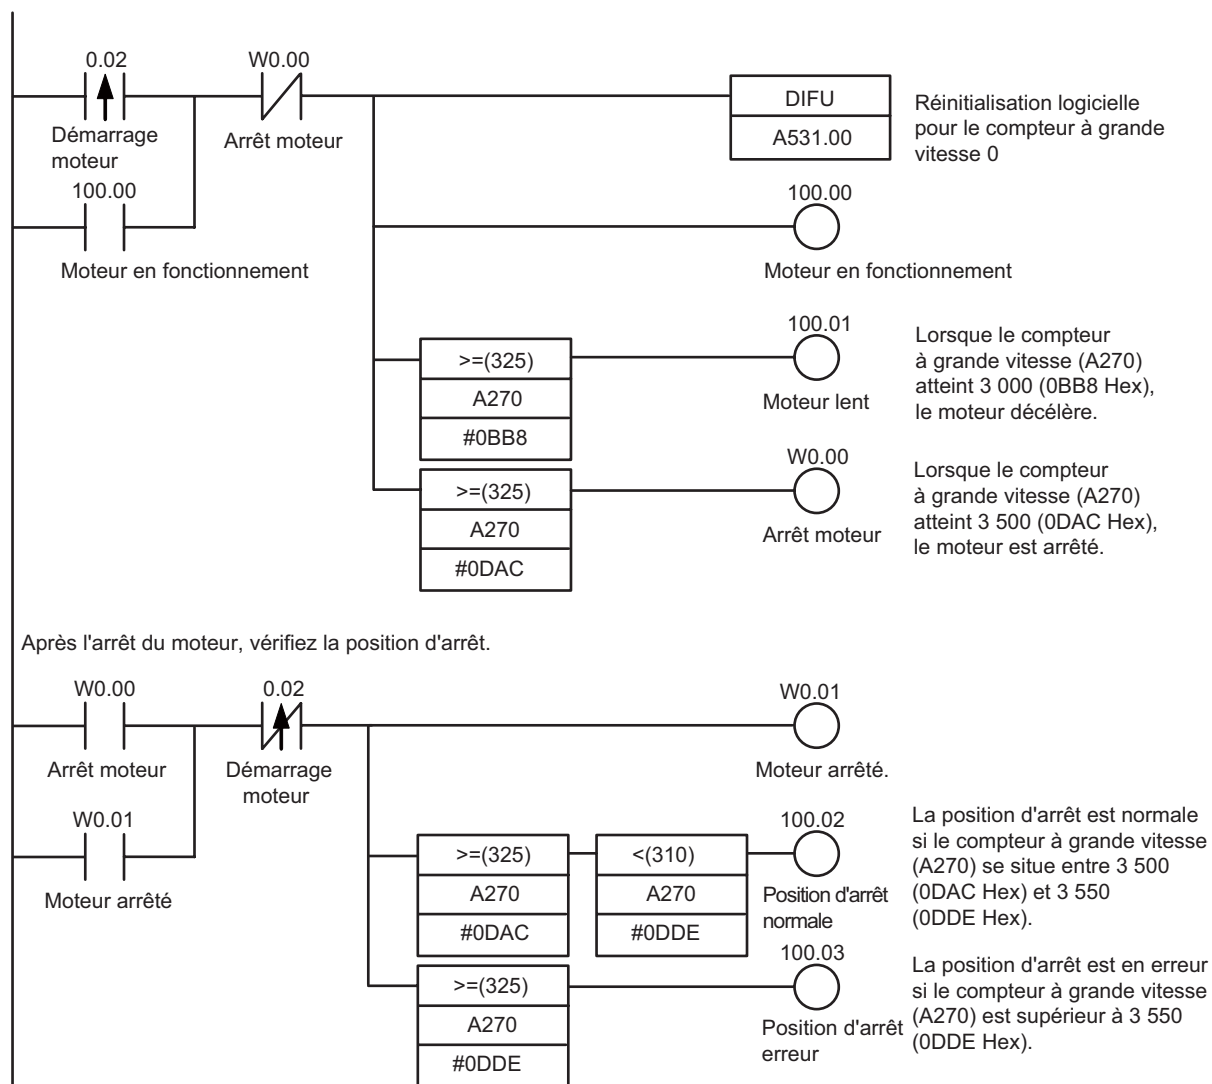 0.02
W0.00
DIFU
A531.00
Réinitialisation logicielle
pour le compteur à grande
vitesse 0
Démarrage
moteur
Arrêt moteur
100.00
Moteur en fonctionnement
100.00
Moteur en fonctionnement
>=(325)
A270
#0BB8
100.01
Moteur lent
Lorsque le compteur
à grande vitesse (A270)
atteint 3 000 (0BB8 Hex),
le moteur décélère.
>=(325)
A270
#0DAC
W0.00
Arrêt moteur
Lorsque le compteur
à grande vitesse (A270)
atteint 3 500 (0DAC Hex),
le moteur est arrêté.
Après l'arrêt du moteur, vérifiez la position d'arrêt.
W0.00
0.02
W0.01
Arrêt moteur
Démarrage
moteur
Moteur arrêté.
W0.01
Moteur arrêté
>=(325)
A270
#0DAC
<(310)
A270
#0DDE
100.02
Position d'arrêt
normale
La position d'arrêt est normale
si le compteur à grande vitesse
(A270) se situe entre 3 500
(0DAC Hex) et 3 550
(0DDE Hex).
>=(325)
A270
#0DDE
100.03
Position d'arrêt
erreur
La position d'arrêt est en erreur
si le compteur à grande vitesse
(A270) est supérieur à 3 550
(0DDE Hex).